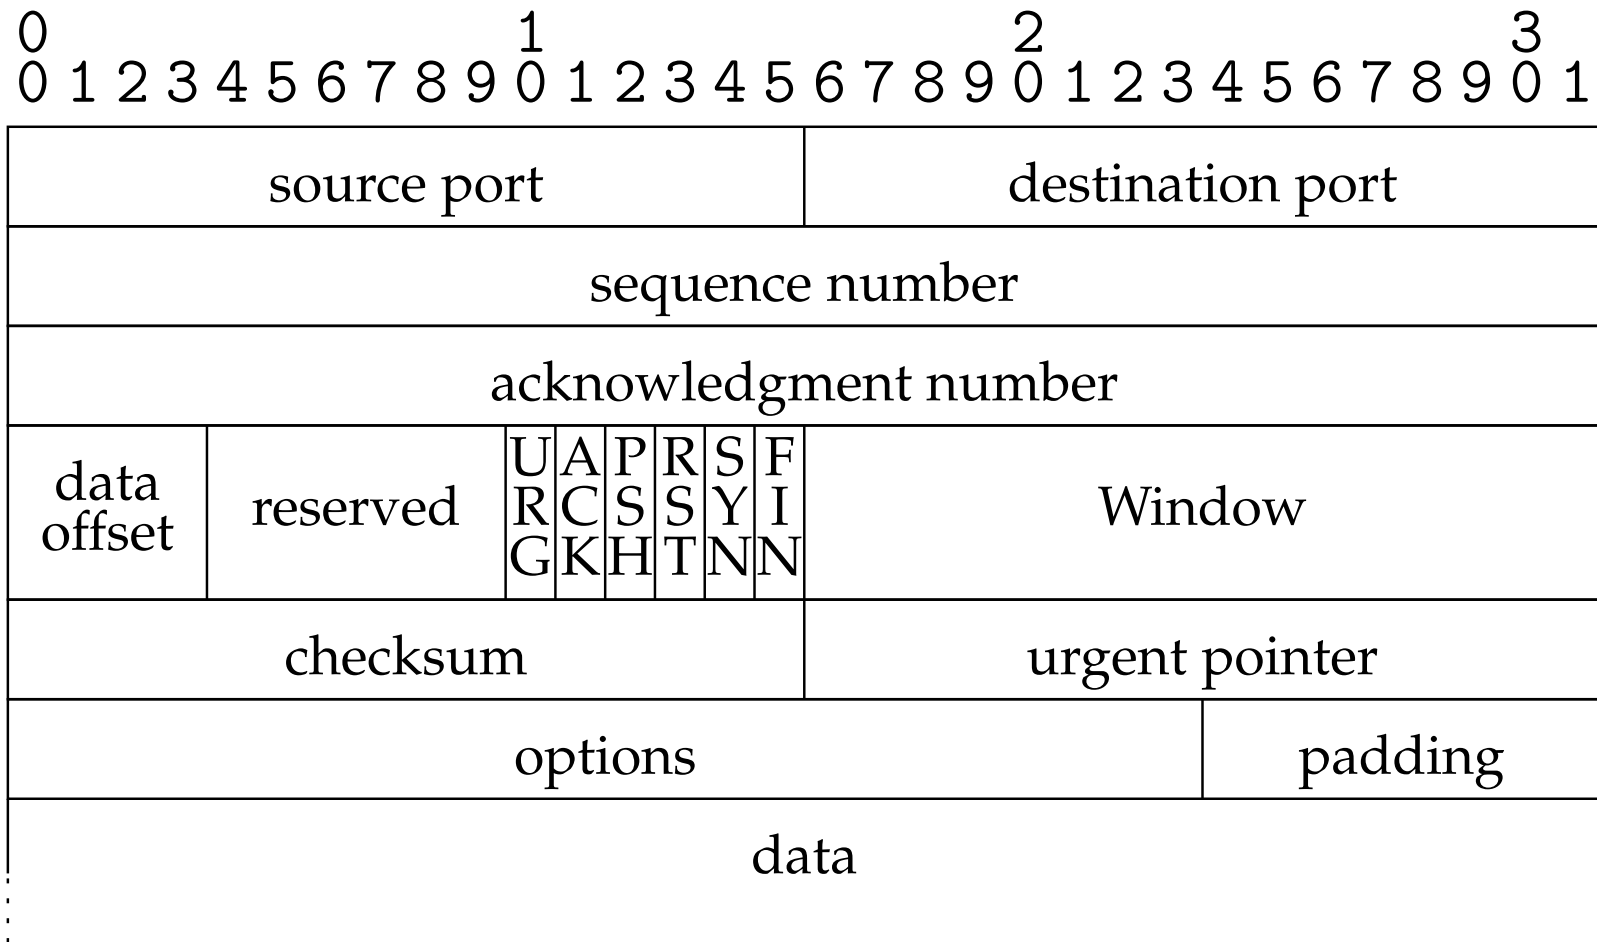 0 1 2 3
0 1 2 3 4 5 6 7 8 9 0 1 2 3 4 5 6 7 8 9 0 1 2 3 4 5 6 7 8 9 0 1
source port destination port
sequence number
acknowledgment number
data offset reserved URG ACK PSH RST SYN FIN Window
checksum urgent pointer
options padding
data